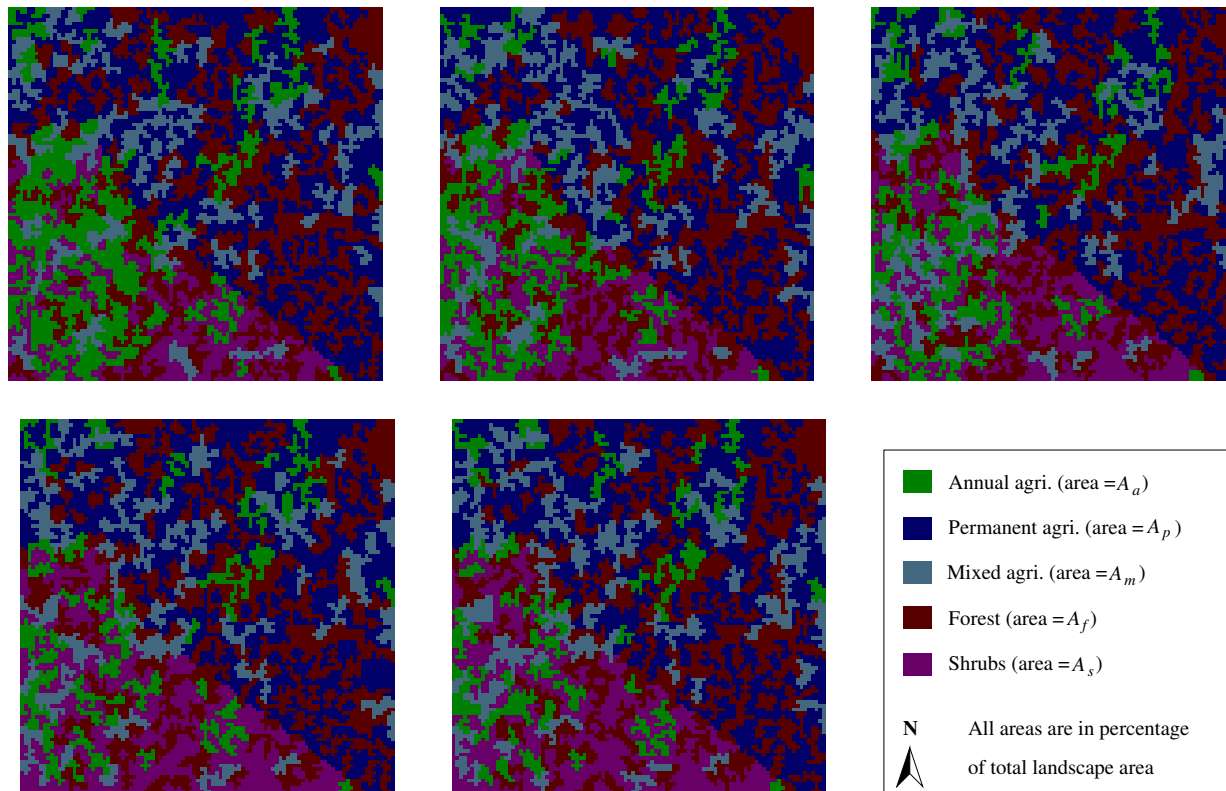 Annual agri. (area = A_a)
Permanent agri. (area = A_p)
Mixed agri. (area = A_m)
Forest (area = A_f)
Shrubs (area = A_s)
N
All areas are in percentage
of total landscape area